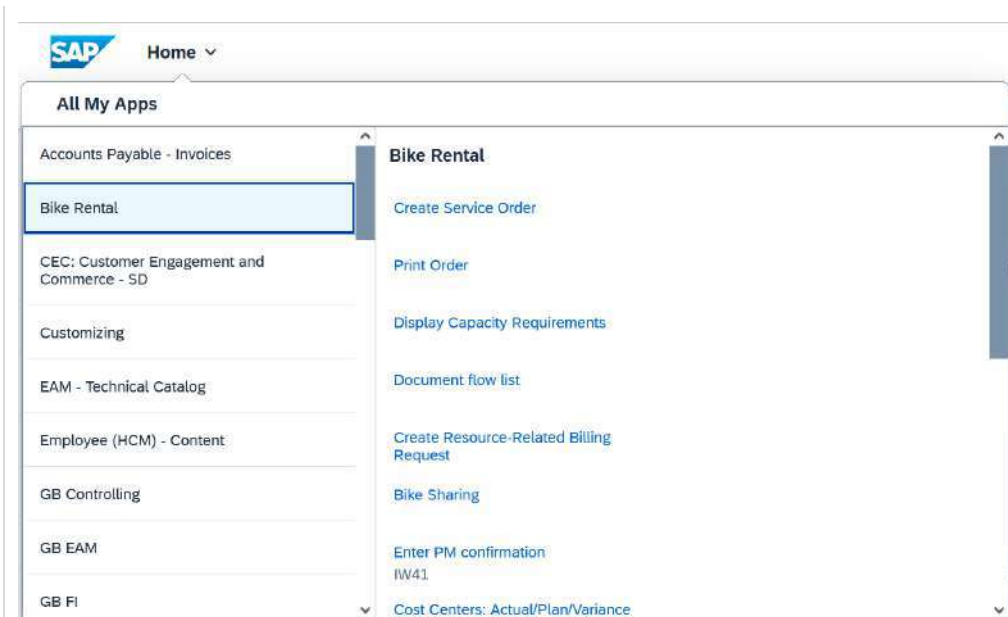 SAP Home
All My Apps
Accounts Payable - Invoices
Bike Rental
CEC: Customer Engagement and
Commerce - SD
Customizing
EAM - Technical Catalog
Employee (HCM) - Content
GB Controlling
GB EAM
GB FI
Bike Rental
Create Service Order
Print Order
Display Capacity Requirements
Document flow list
Create Resource-Related Billing
Request
Bike Sharing
Enter PM confirmation
IW41
Cost Centers: Actual/Plan/Variance